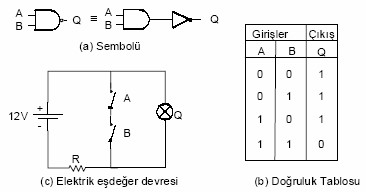 A
B
Q
≡
A
B
Q
(a) Sembolü
Girişler Çıkış
A B Q
0 0 1
0 1 1
1 0 1
1 1 0
(b) Doğruluk Tablosu
12V
+
-
A
B
Q
R
(c) Elektrik eşdeğer devresi